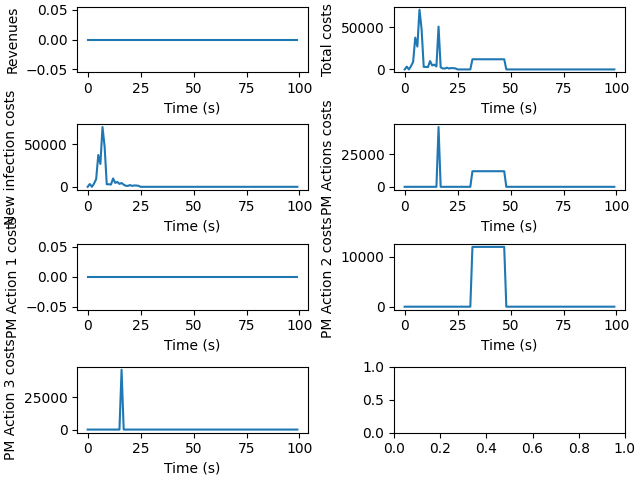 Revenues
0.05
0.00
−0.05
0 25 50 75 100
Time (s)
Total costs
50000
0
0 25 50 75 100
Time (s)
New infection costs
50000
0
0 25 50 75 100
Time (s)
PM Actions costs
25000
0
0 25 50 75 100
Time (s)
PM Action 1 costs
0.05
0.00
−0.05
0 25 50 75 100
Time (s)
PM Action 2 costs
10000
0
0 25 50 75 100
Time (s)
PM Action 3 costs
25000
0
0 25 50 75 100
Time (s)
1.0
0.5
0.0
0.0 0.2 0.4 0.6 0.8 1.0